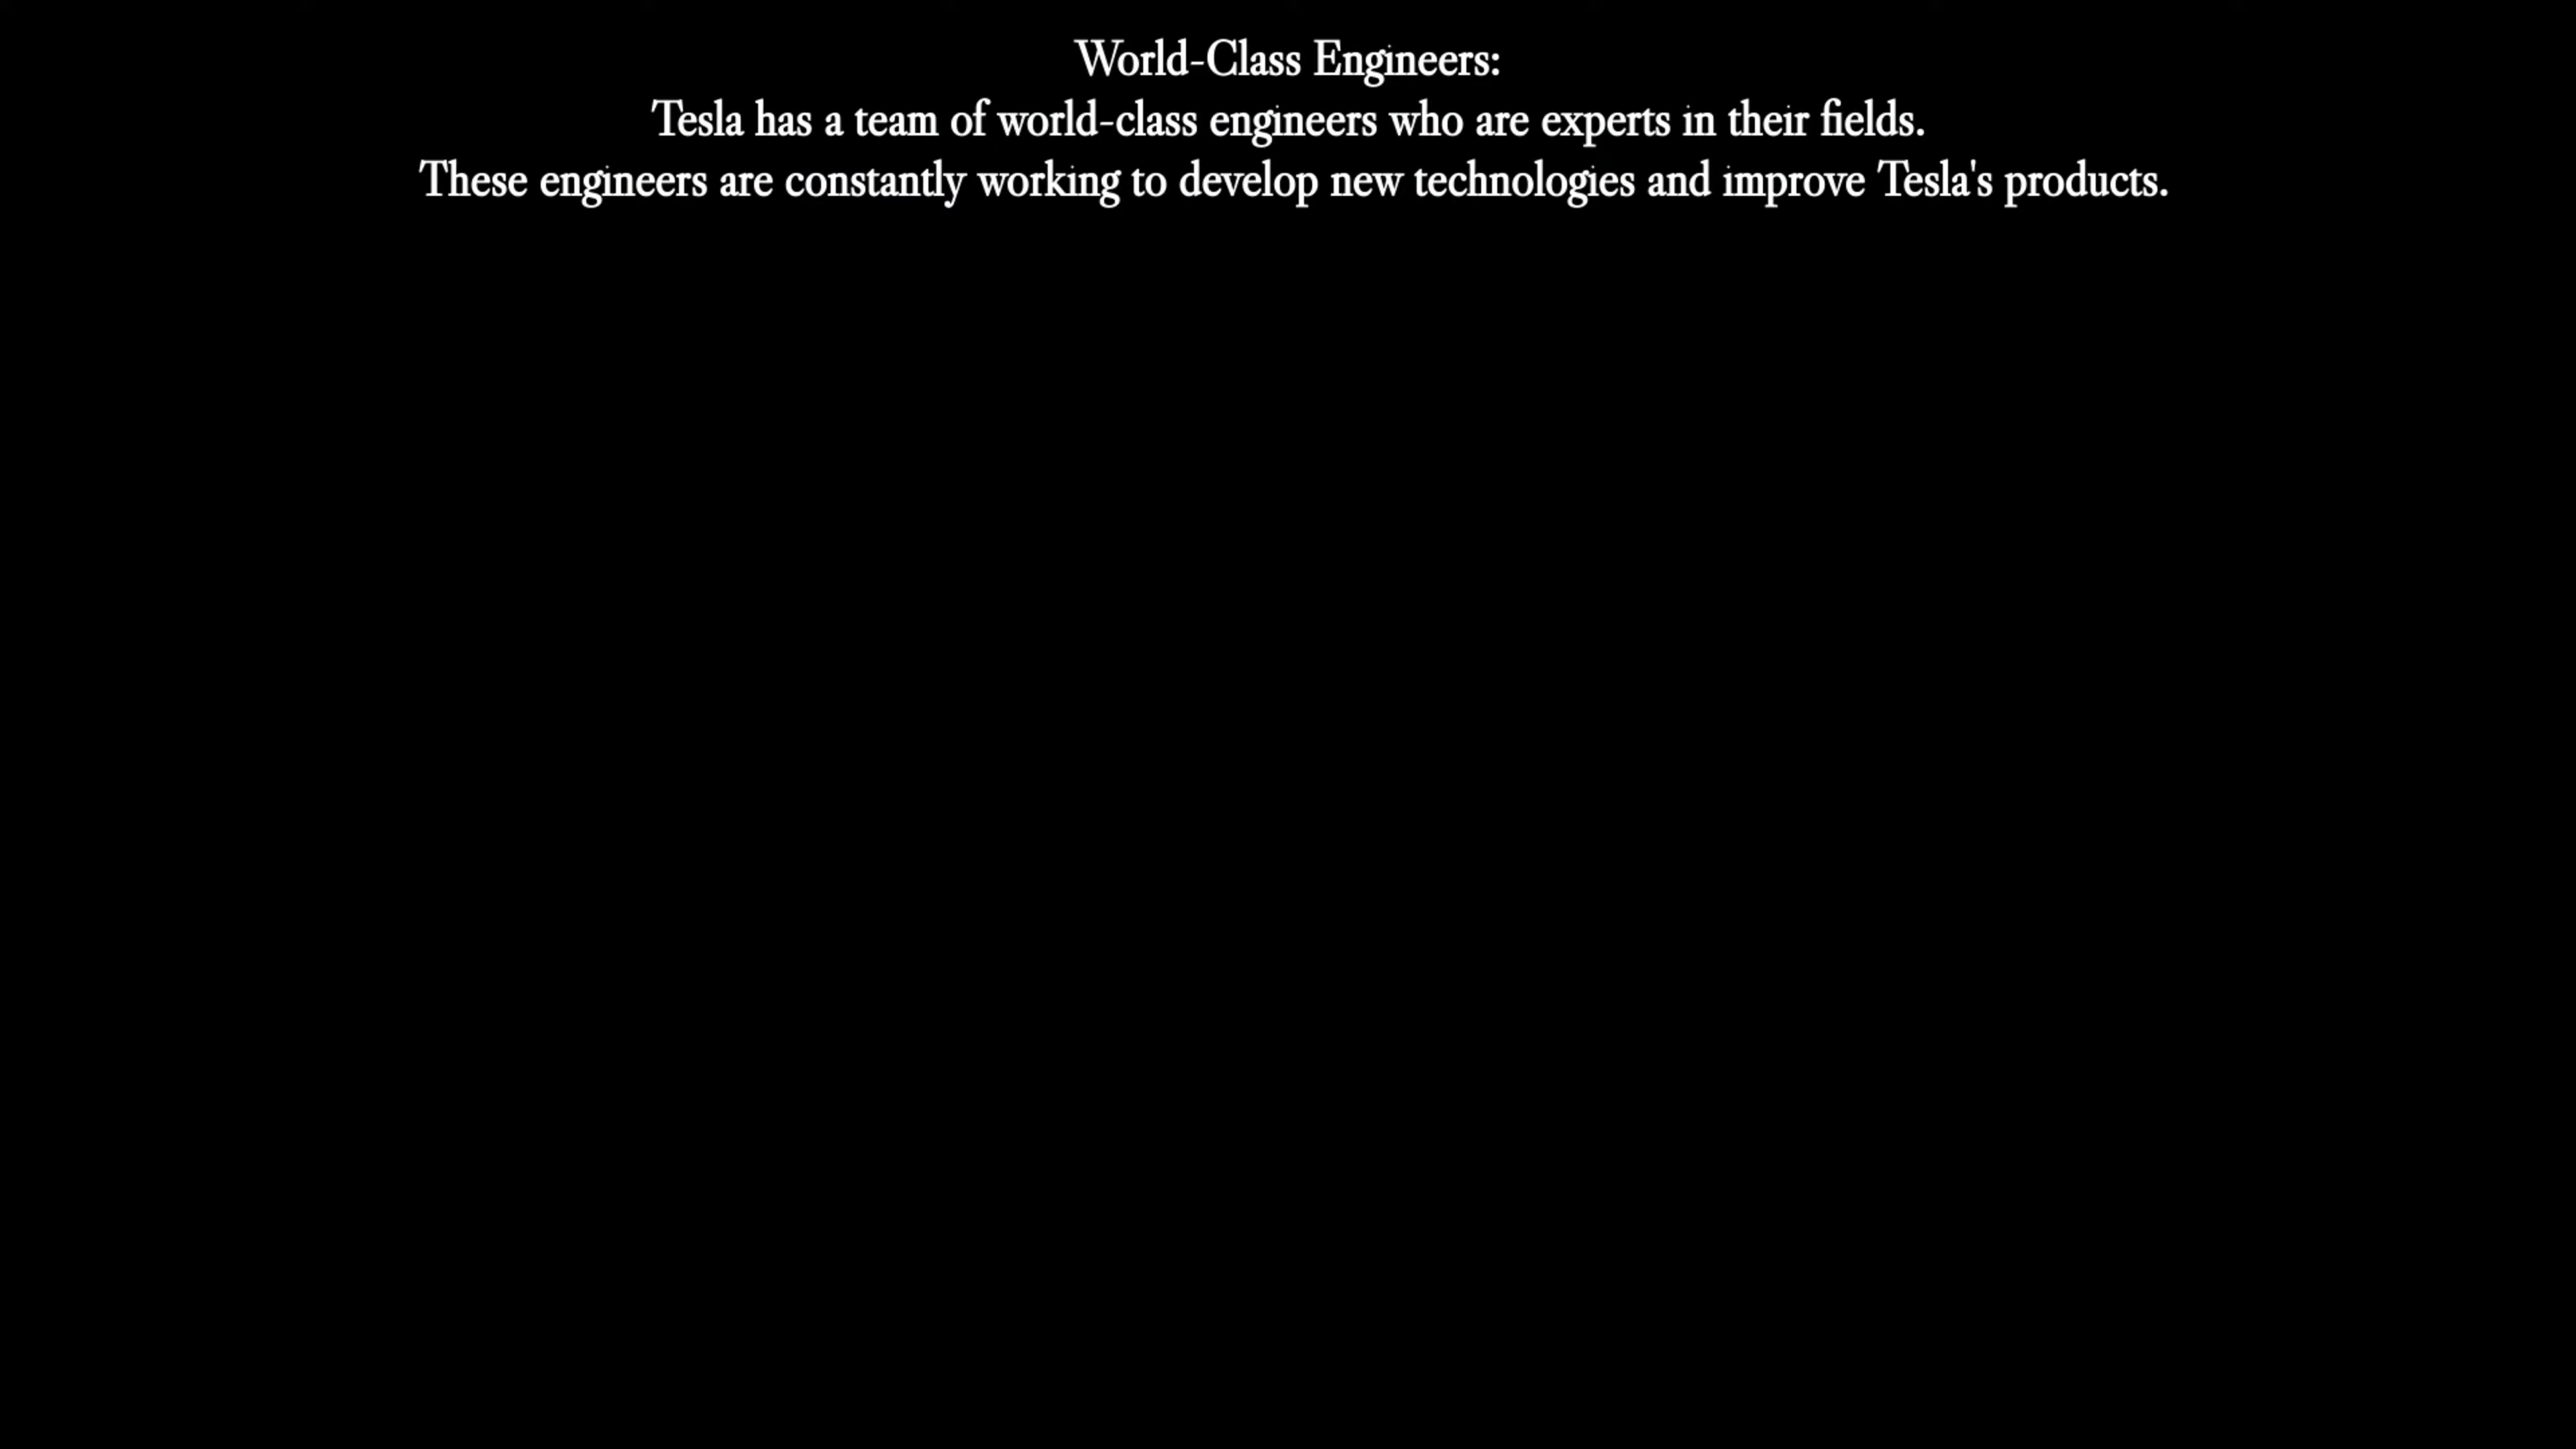 World-Class Engineers:
Tesla has a team of world-class engineers who are experts in their fields.
These engineers are constantly working to develop new technologies and improve Tesla's products.